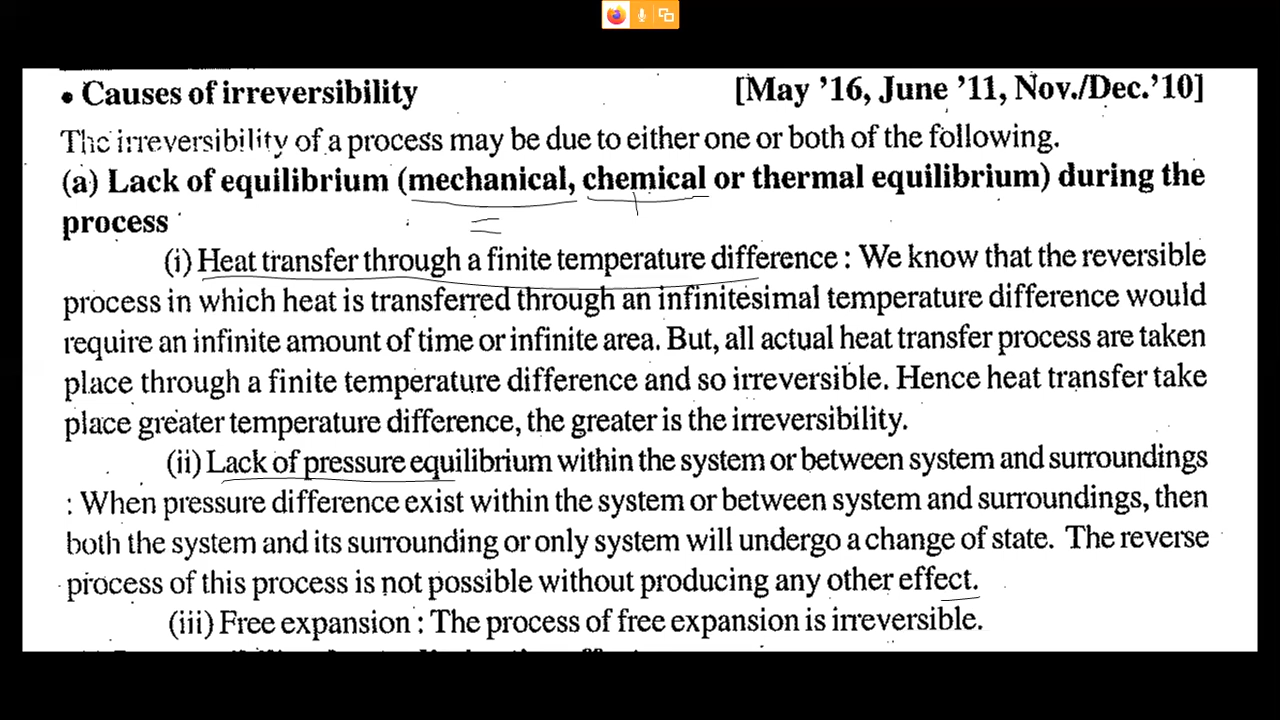 • Causes of irreversibility [May ’16, June ’11, Nov./Dec.’10]
The irreversibility of a process may be due to either one or both of the following.
(a) Lack of equilibrium (mechanical, chemical or thermal equilibrium) during the
process
(i) Heat transfer through a finite temperature difference : We know that the reversible
process in which heat is transferred through an infinitesimal temperature difference would
require an infinite amount of time or infinite area. But, all actual heat transfer process are taken
place through a finite temperature difference and so irreversible. Hence heat transfer take
place greater temperature difference, the greater is the irreversibility.
(ii) Lack of pressure equilibrium within the system or between system and surroundings
: When pressure difference exist within the system or between system and surroundings, then
both the system and its surrounding or only system will undergo a change of state. The reverse
process of this process is not possible without producing any other effect.
(iii) Free expansion : The process of free expansion is irreversible.